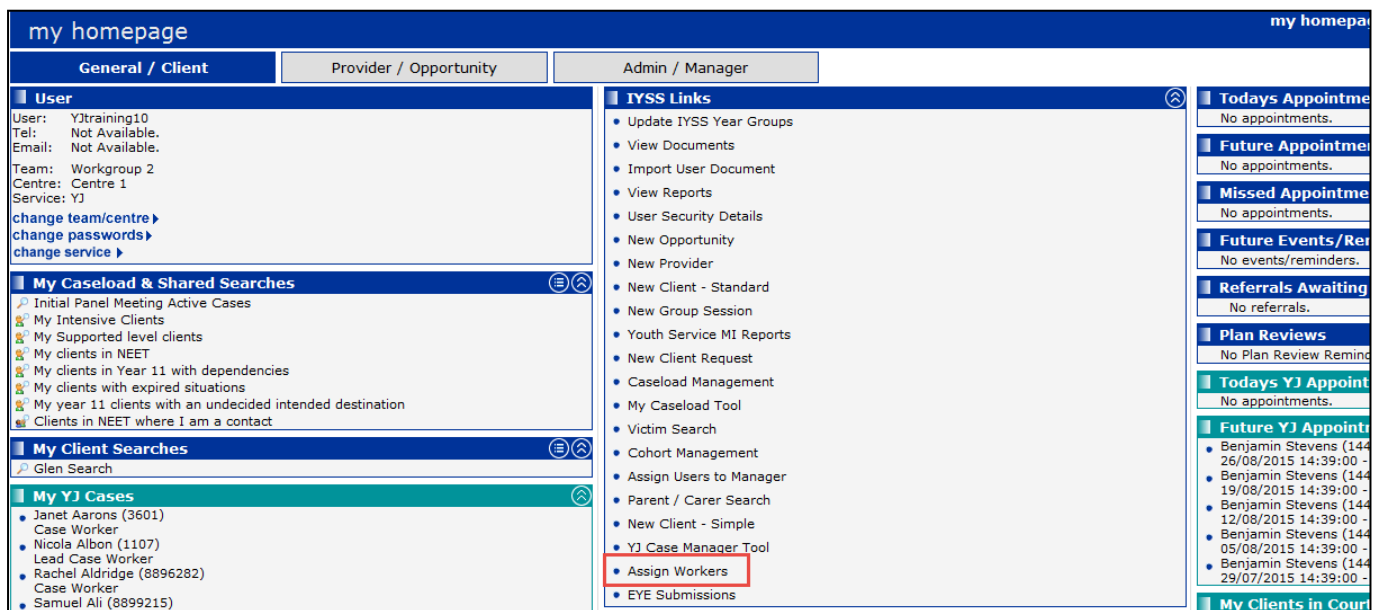 my homepage
my homepa
General / Client
Provider / Opportunity
Admin / Manager
User
User: YJtraining10
Tel: Not Available.
Email: Not Available.
Team: Workgroup 2
Centre: Centre 1
Service: YJ
change team/centre
change passwords
change service
My Caseload & Shared Searches
Initial Panel Meeting Active Cases
My Intensive Clients
My Supported level clients
My clients in NEET
My clients in Year 11 with dependencies
My clients with expired situations
My year 11 clients with an undecided intended destination
Clients in NEET where I am a contact
My Client Searches
Glen Search
My YJ Cases
Janet Aarons (3601)
Case Worker
Nicola Albon (1107)
Lead Case Worker
Rachel Aldridge (8896282)
Case Worker
Samuel Ali (8899215)
IYSS Links
Update IYSS Year Groups
View Documents
Import User Document
View Reports
User Security Details
New Opportunity
New Provider
New Client - Standard
New Group Session
Youth Service MI Reports
New Client Request
Caseload Management
My Caseload Tool
Victim Search
Cohort Management
Assign Users to Manager
Parent / Carer Search
New Client - Simple
YJ Case Manager Tool
Assign Workers
EYE Submissions
Todays Appointme
No appointments.
Future Appointme
No appointments.
Missed Appointme
No appointments.
Future Events/Rer
No events/reminders.
Referrals Awaiting
No referrals.
Plan Reviews
No Plan Review Remind
Todays YJ Appoint
No appointments.
Future YJ Appoint
Benjamin Stevens (144
26/08/2015 14:39:00 -
Benjamin Stevens (144
19/08/2015 14:39:00 -
Benjamin Stevens (144
12/08/2015 14:39:00 -
Benjamin Stevens (144
05/08/2015 14:39:00 -
Benjamin Stevens (144
29/07/2015 14:39:00 -
My Clients in Court